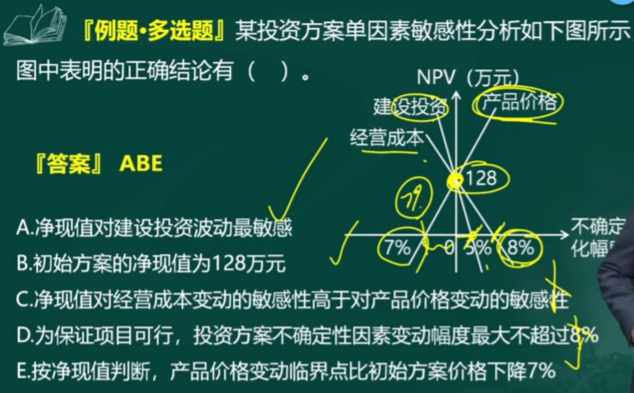 『例题·多选题』某投资方案单因素敏感性分析如下图所示
图中表明的正确结论有（ ）。
NPV（万元）
建设投资 产品价格
经营成本
『答案』 ABE
128
7% 0 5% 8%
不确定
化幅
A.净现值对建设投资波动最敏感
B.初始方案的净现值为128万元
C.净现值对经营成本变动的敏感性高于对产品价格变动的敏感性
D.为保证项目可行，投资方案不确定性因素变动幅度最大不超过8%
E.按净现值判断，产品价格变动临界点比初始方案价格下降7%